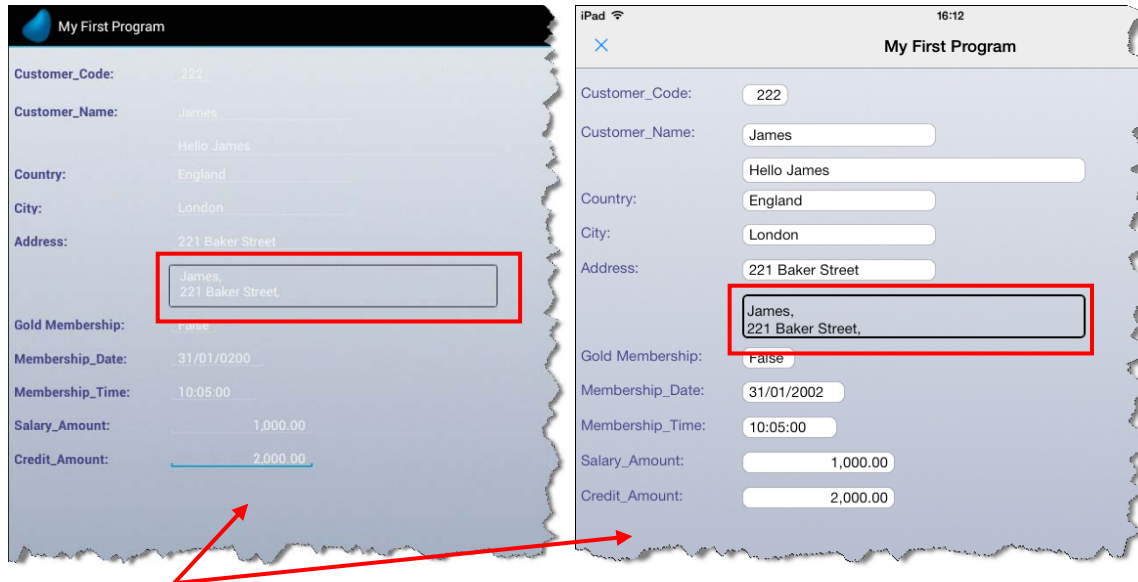 My First Program
Customer_Code: 222
Customer_Name: James
Hello James
Country: England
City: London
Address: 221 Baker Street
James,
221 Baker Street,
Gold Membership: False
Membership_Date: 31/01/0200
Membership_Time: 10:05:00
Salary_Amount: 1,000.00
Credit_Amount: 2,000.00
iPad 16:12
My First Program
Customer_Code: 222
Customer_Name: James
Hello James
Country: England
City: London
Address: 221 Baker Street
James,
221 Baker Street,
Gold Membership: False
Membership_Date: 31/01/2002
Membership_Time: 10:05:00
Salary_Amount: 1,000.00
Credit_Amount: 2,000.00